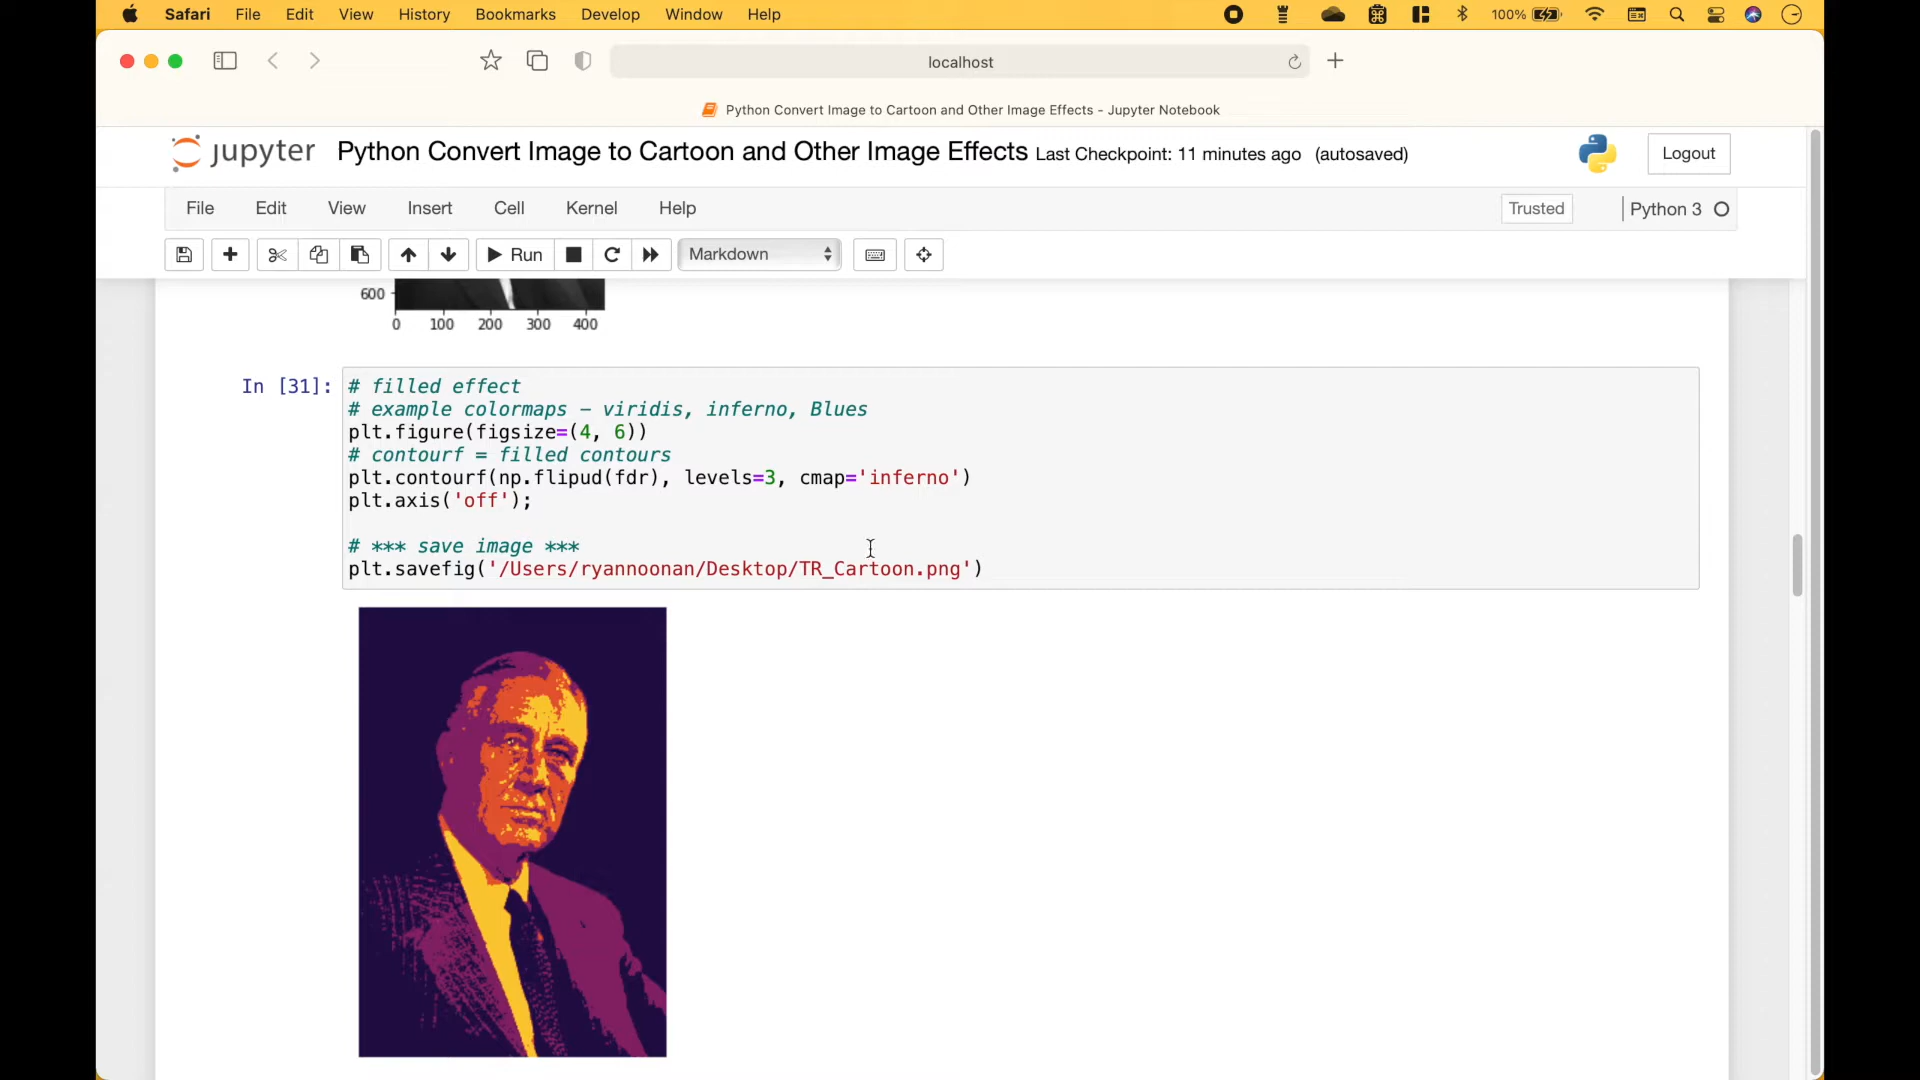 Safari File Edit View History Bookmarks Develop Window Help 100%
localhost
Python Convert Image to Cartoon and Other Image Effects - Jupyter Notebook
jupyter Python Convert Image to Cartoon and Other Image Effects Last Checkpoint: 11 minutes ago (autosaved) Logout
File Edit View Insert Cell Kernel Help Trusted Python 3
Run Markdown
600
0 100 200 300 400
In [31]: # filled effect
# example colormaps – viridis, inferno, Blues
plt.figure(figsize=(4, 6))
# contourf = filled contours
plt.contourf(np.flipud(fdr), levels=3, cmap='inferno')
plt.axis('off');
# *** save image ***
plt.savefig('/Users/ryannoonan/Desktop/TR_Cartoon.png')